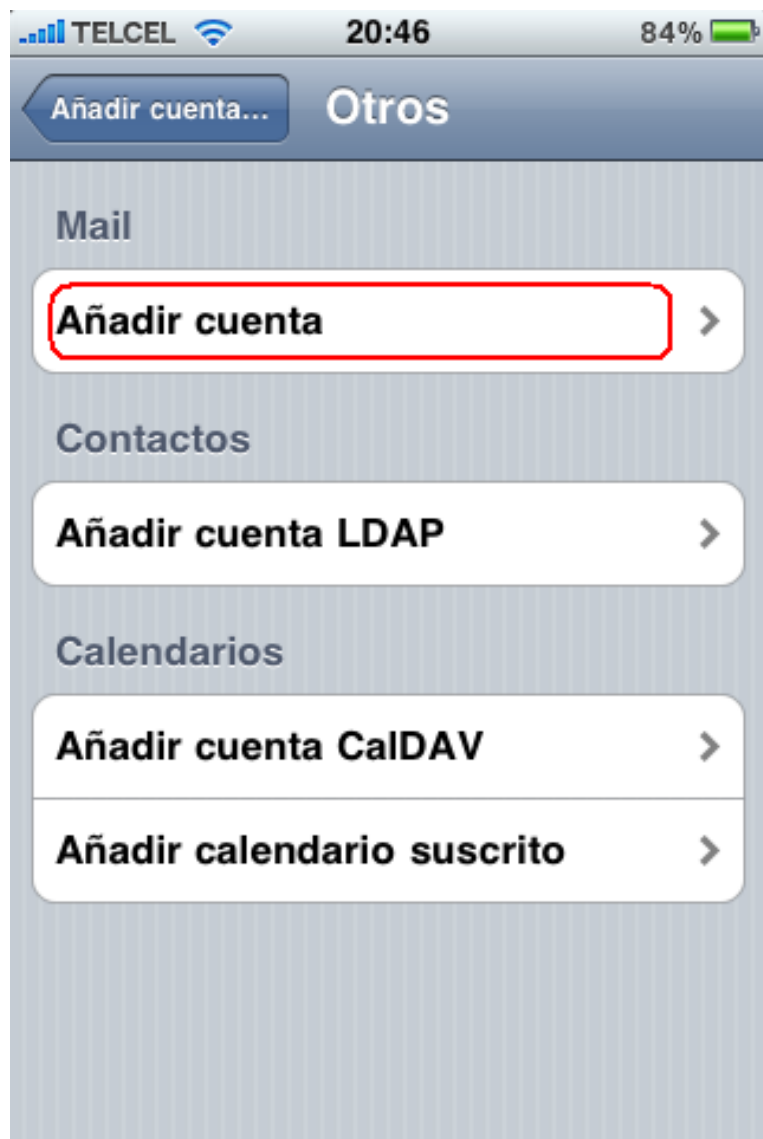 TELCEL 20:46 84%
Añadir cuenta... Otros
Mail
Añadir cuenta
Contactos
Añadir cuenta LDAP
Calendarios
Añadir cuenta CalDAV
Añadir calendario suscrito